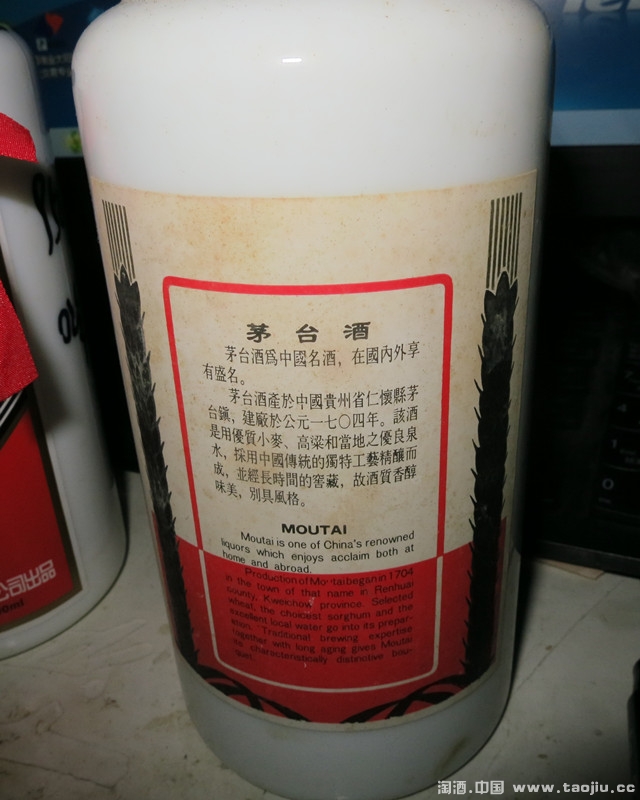 茅台酒
茅台酒爲中國名酒，在國內外享
有盛名。
茅台酒產於中國貴州省仁懷縣茅
台鎮，建廠於公元一七〇四年。該酒
是用優質小麥、高粱和當地之優良泉
水，採用中國傳統的獨特工藝精釀而
成，並經長時間的窖藏，故酒質香醇
味美，別具風格。
MOUTAI
Moutai is one of China's renowned
liquors which enjoys acclaim both at
home and abroad.
Production of Moutai began in 1704
in the town of that name in Renhuai
county, Kweichow province. Selected
wheat, the choicest sorghum and the
excellent local water go into its prepar-
ation. Traditional brewing expertise
together with long aging gives Moutai
its characteristically distinctive bou-
quet.
公司出品
淘酒.中国 www.taojiu.cc